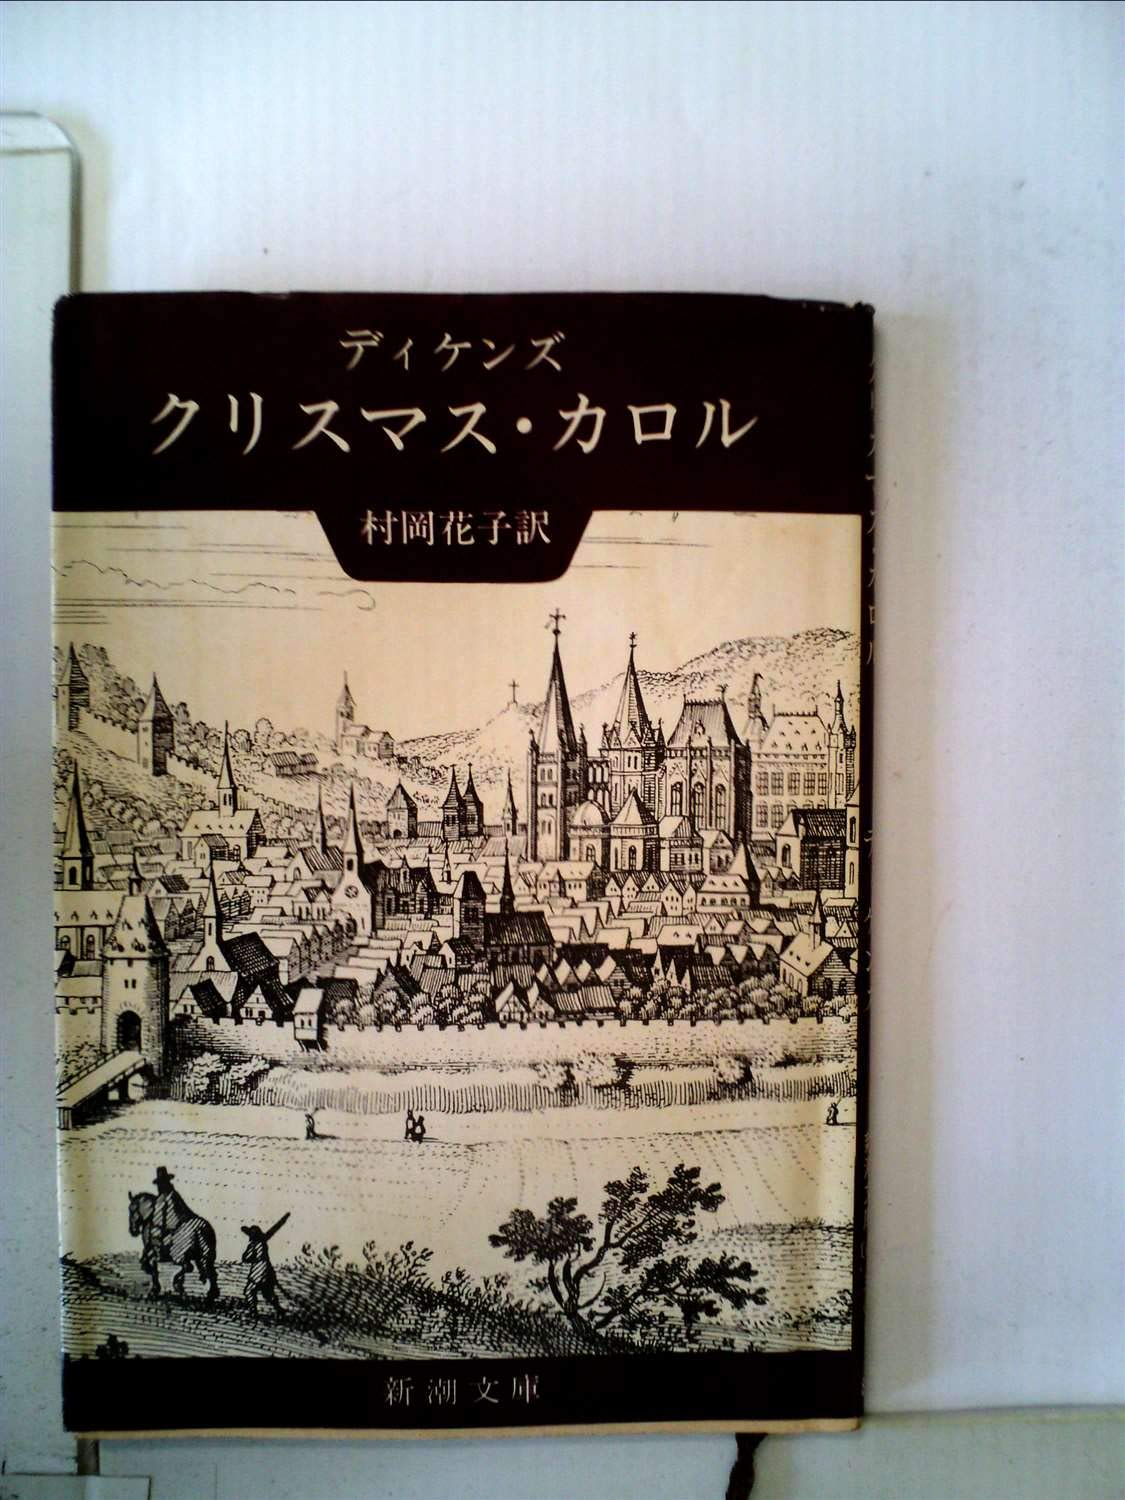 ディケンズ
クリスマス・カロル
村岡花子訳
新潮文庫